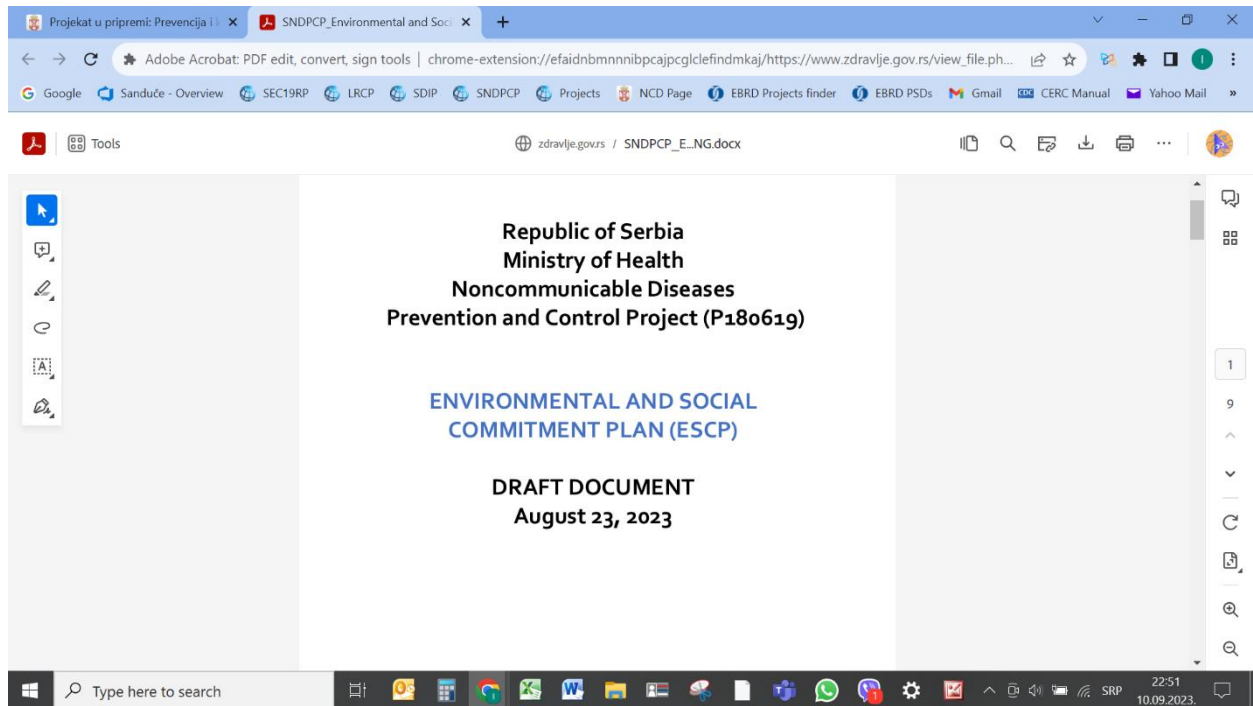 Projekat u pripremi: Prevencija i
SNDPCP_Environmental and Soci
Adobe Acrobat: PDF edit, convert, sign tools | chrome-extension://efaidnbmnnnibpcajpcglclefindmkaj/https://www.zdravlje.gov.rs/view_file.ph...
Google Sanduče - Overview SEC19RP LRCP SDIP SNDPCP Projects NCD Page EBRD Projects finder EBRD PSDs Gmail CERC Manual Yahoo Mail »
Tools
zdravlje.gov.rs / SNDPCP_E...NG.docx
Republic of Serbia
Ministry of Health
Noncommunicable Diseases
Prevention and Control Project (P180619)
ENVIRONMENTAL AND SOCIAL
COMMITMENT PLAN (ESCP)
DRAFT DOCUMENT
August 23, 2023
1
9
Type here to search
SRP
22:51
10.09.2023.